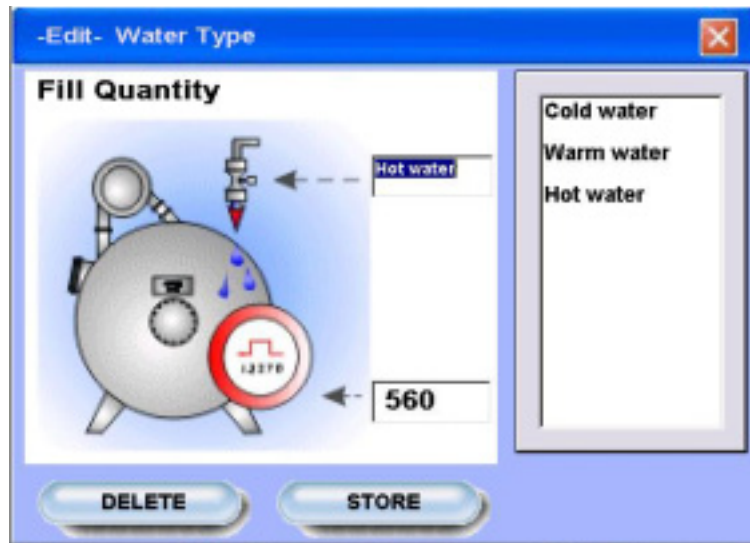 -Edit- Water Type
Fill Quantity
Hot water
560
Cold water
Warm water
Hot water
DELETE
STORE